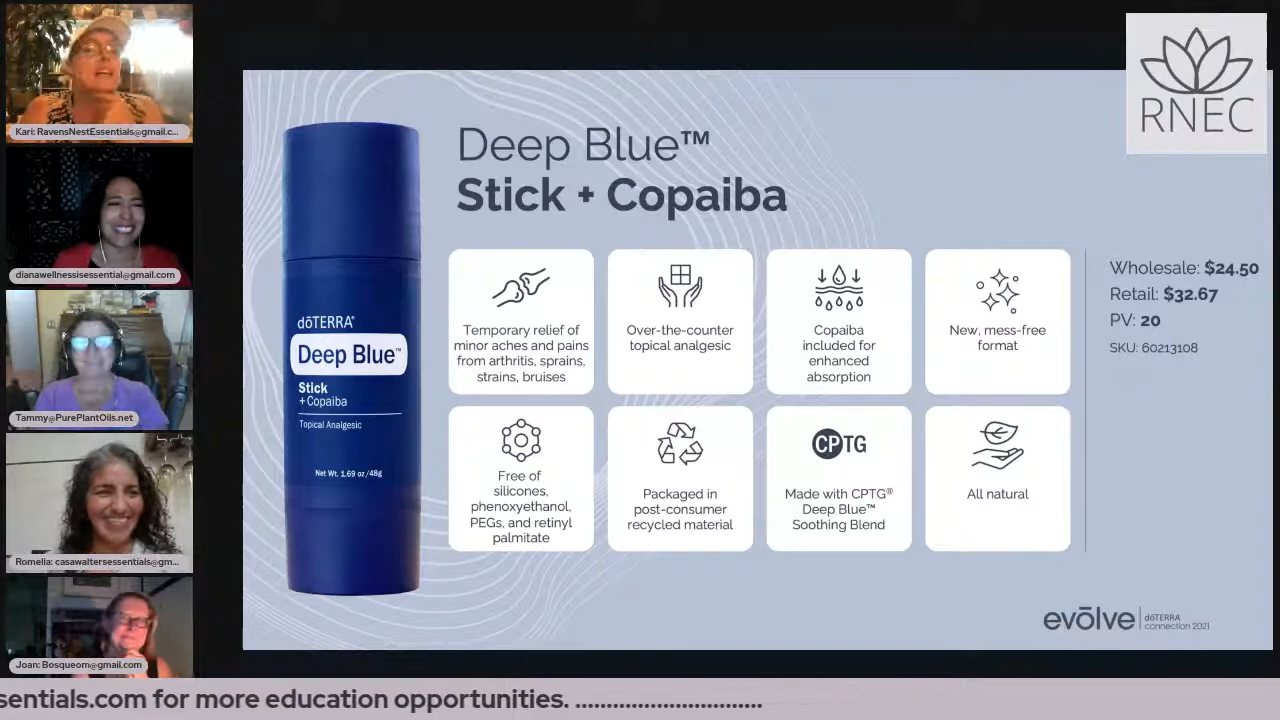 Kari: RavensNestEssentials@gmail.c...
dianawellnessisessential@gmail.com
Tammy@PurePlantOils.net
Romelia: casawaltersessentials@gm...
Joan: Bosqueom@gmail.com
RNEC
Deep Blue™
Stick + Copaiba
dōTERRA®
Deep Blue™
Stick
+Copaiba
Topical Analgesic
Net Wt. 1.69 oz/48g
Temporary relief of
minor aches and pains
from arthritis, sprains,
strains, bruises
Over-the-counter
topical analgesic
Copaiba
included for
enhanced
absorption
New, mess-free
format
Free of
silicones,
phenoxyethanol,
PEGs, and retinyl
palmitate
Packaged in
post-consumer
recycled material
CPTG
Made with CPTG®
Deep Blue™
Soothing Blend
All natural
Wholesale: $24.50
Retail: $32.67
PV: 20
SKU: 60213108
evōlve
dōTERRA
connection 2021
sentials.com for more education opportunities. ..............................